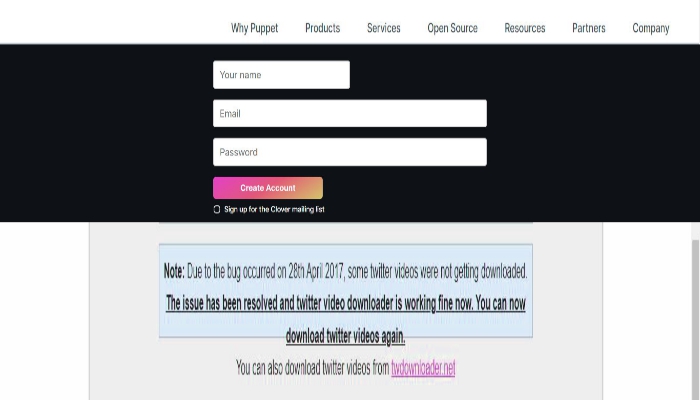 Why Puppet Products Services Open Source Resources Partners Company
Your name
Email
Password
Create Account
Sign up for the Clover mailing list
Note: Due to the bug occurred on 28th April 2017, some twitter videos were not getting downloaded.
The issue has been resolved and twitter video downloader is working fine now. You can now
download twitter videos again.
You can also download twitter videos from twdownloader.net